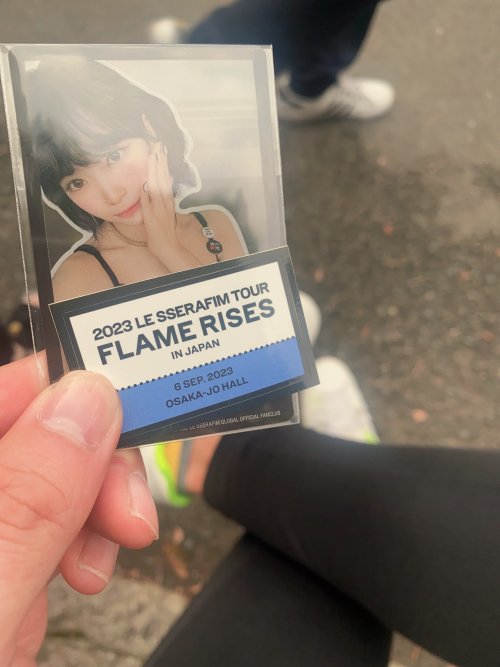 2023 LE SSERAFIM TOUR
FLAME RISES
IN JAPAN
6 SEP. 2023
OSAKA-JO HALL
LE SSERAFIM GLOBAL OFFICIAL FANCLUB